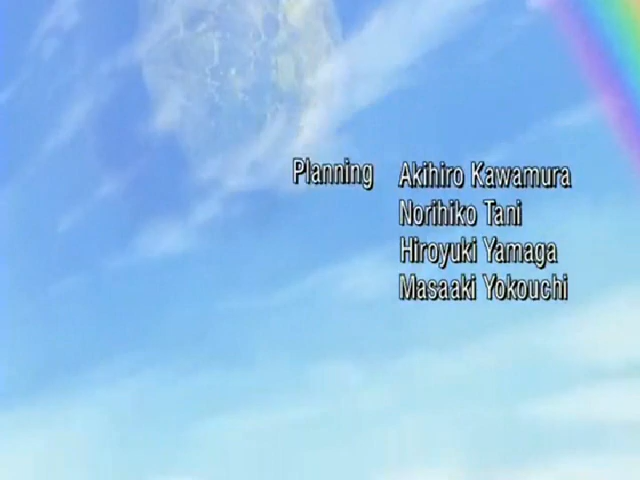 Planning Akihiro Kawamura
Norihiko Tani
Hiroyuki Yamaga
Masaaki Yokouchi